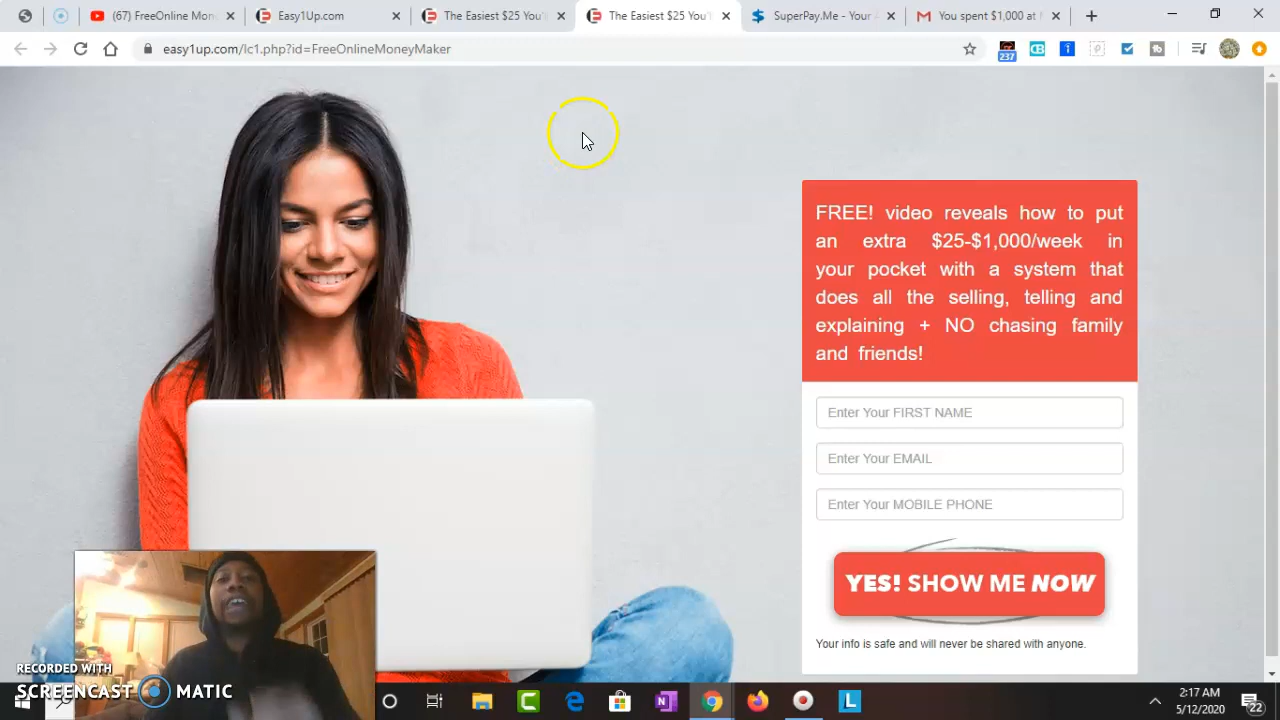 (67) FreeOnline Mone
Easy1Up.com
The Easiest $25 You'
The Easiest $25 You'
SuperPay.Me - Your
You spent $1,000 at
easy1up.com/lc1.php?id=FreeOnlineMoneyMaker
237
FREE! video reveals how to put
an extra $25-$1,000/week in
your pocket with a system that
does all the selling, telling and
explaining + NO chasing family
and friends!
Enter Your FIRST NAME
Enter Your EMAIL
Enter Your MOBILE PHONE
YES! SHOW ME NOW
Your info is safe and will never be shared with anyone.
RECORDED WITH
SCREENCAST MATIC
2:17 AM
5/12/2020
22